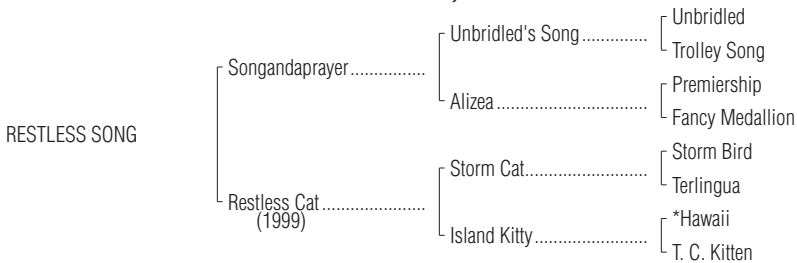 Unbridled
Unbridled's Song..............
Trolley Song
Songandaprayer................
Premiership
Alizea................................
Fancy Medallion
RESTLESS SONG
Storm Bird
Storm Cat..........................
Terlingua
Restless Cat......................
(1999)
*Hawaii
Island Kitty........................
T. C. Kitten